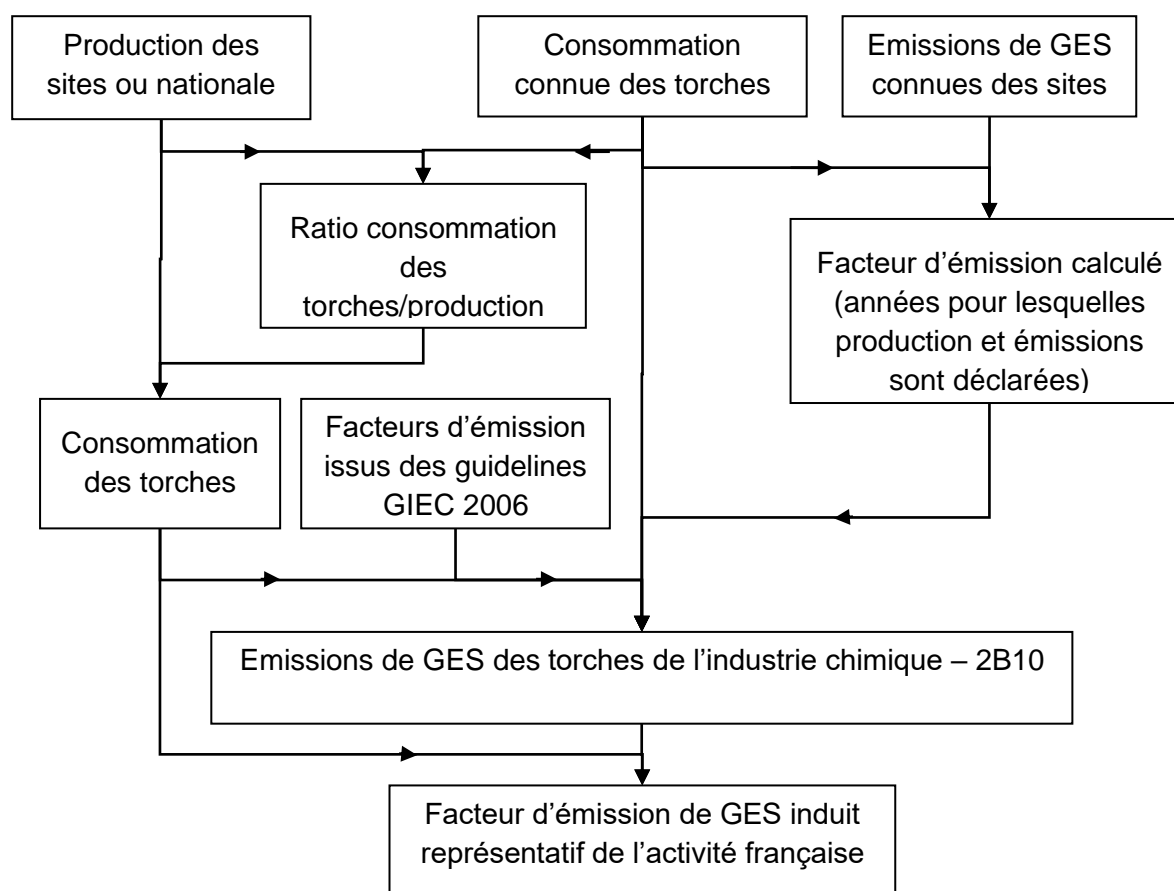 Production des
sites ou nationale
Consommation
connue des torches
Emissions de GES
connues des sites
Ratio consommation
des
torches/production
Facteur d’émission calculé
(années pour lesquelles
production et émissions
sont déclarées)
Consommation
des torches
Facteurs d’émission
issus des guidelines
GIEC 2006
Emissions de GES des torches de l’industrie chimique – 2B10
Facteur d’émission de GES induit
représentatif de l’activité française